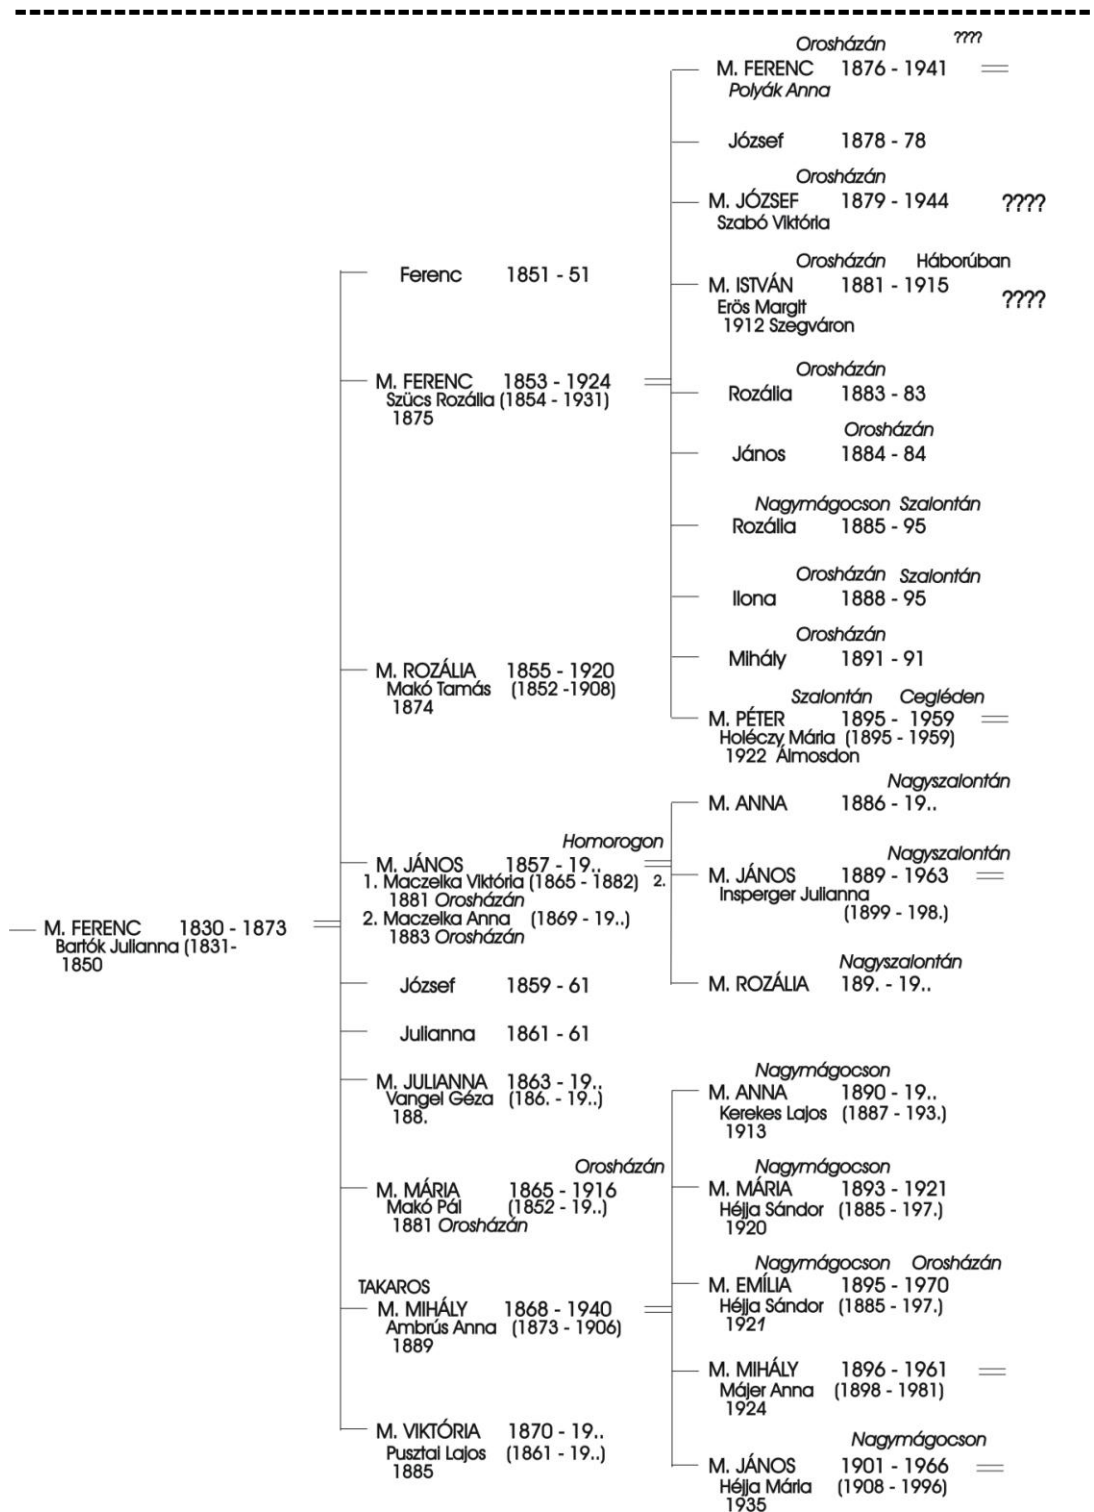 M. FERENC 1830 - 1873
Bartók Julianna (1831-
1850
Ferenc 1851 - 51
M. FERENC 1853 - 1924
Szücs Rozália (1854 - 1931)
1875
M. ROZÁLIA 1855 - 1920
Makó Tamás (1852 -1908)
1874
Homorogon
M. JÁNOS 1857 - 19..
1. Maczelka Viktória (1865 - 1882) 2.
1881 Orosházán
2. Maczelka Anna (1869 - 19..)
1883 Orosházán
József 1859 - 61
Julianna 1861 - 61
M. JULIANNA 1863 - 19..
Vangel Géza (186. - 19..)
188.
Orosházán
M. MÁRIA 1865 - 1916
Makó Pál (1852 - 19..)
1881 Orosházán
TAKAROS
M. MIHÁLY 1868 - 1940
Ambrús Anna (1873 - 1906)
1889
M. VIKTÓRIA 1870 - 19..
Pusztai Lajos (1861 - 19..)
1885
Orosházán ????
M. FERENC 1876 - 1941
Polyák Anna
József 1878 - 78
Orosházán
M. JÓZSEF 1879 - 1944 ????
Szabó Viktória
Orosházán Háborúban
M. ISTVÁN 1881 - 1915 ????
Erös Margit
1912 Szegváron
Orosházán
Rozália 1883 - 83
Orosházán
János 1884 - 84
Nagymágocson Szalontán
Rozália 1885 - 95
Orosházán Szalontán
Ilona 1888 - 95
Orosházán
Mihály 1891 - 91
Szalontán Cegléden
M. PÉTER 1895 - 1959
Holéczy Mária (1895 - 1959)
1922 Álmosdon
Nagyszalontán
M. ANNA 1886 - 19..
Nagyszalontán
M. JÁNOS 1889 - 1963
Insperger Julianna
(1899 - 198.)
Nagyszalontán
M. ROZÁLIA 189. - 19..
Nagymágocson
M. ANNA 1890 - 19..
Kerekes Lajos (1887 - 193.)
1913
Nagymágocson
M. MÁRIA 1893 - 1921
Héjja Sándor (1885 - 197.)
1920
Nagymágocson Orosházán
M. EMÍLIA 1895 - 1970
Héjja Sándor (1885 - 197.)
1921
M. MIHÁLY 1896 - 1961
Májer Anna (1898 - 1981)
1924
Nagymágocson
M. JÁNOS 1901 - 1966
Héjja Mária (1908 - 1996)
1935